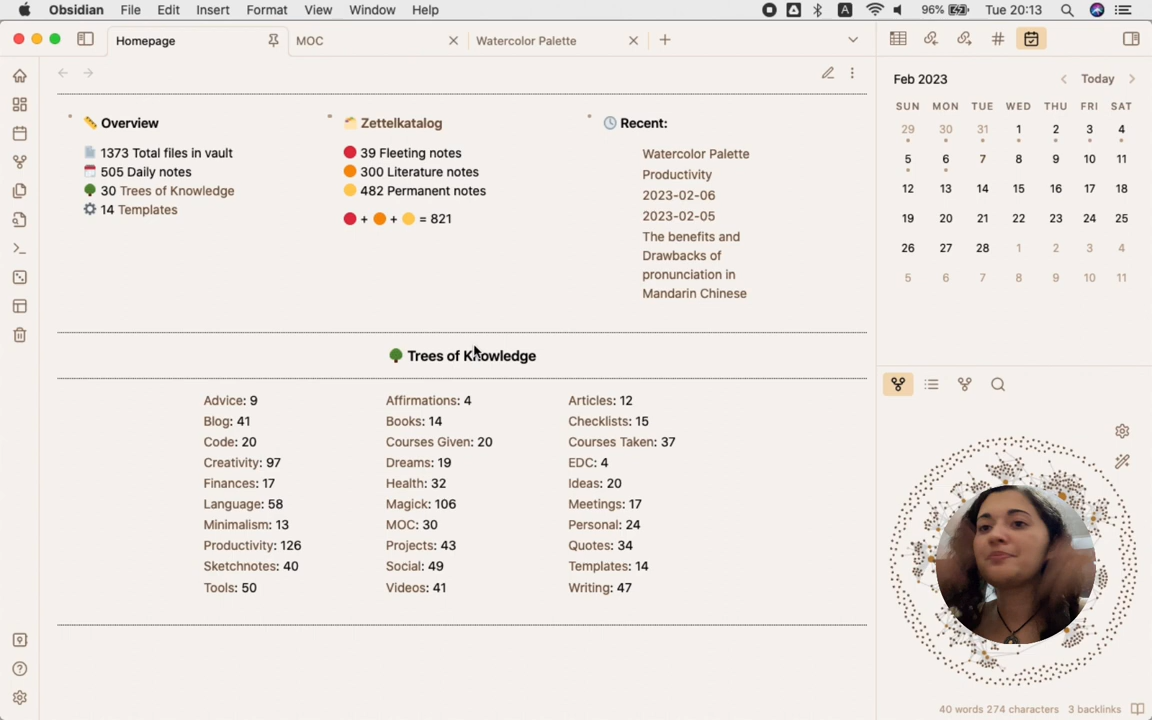 Obsidian File Edit Insert Format View Window Help
A 96% Tue 20:13
Homepage MOC Watercolor Palette
Overview
1373 Total files in vault
505 Daily notes
30 Trees of Knowledge
14 Templates
Zettelkatalog
39 Fleeting notes
300 Literature notes
482 Permanent notes
+ + = 821
Recent:
Watercolor Palette
Productivity
2023-02-06
2023-02-05
The benefits and
Drawbacks of
pronunciation in
Mandarin Chinese
Trees of Knowledge
Advice: 9 Affirmations: 4 Articles: 12
Blog: 41 Books: 14 Checklists: 15
Code: 20 Courses Given: 20 Courses Taken: 37
Creativity: 97 Dreams: 19 EDC: 4
Finances: 17 Health: 32 Ideas: 20
Language: 58 Magick: 106 Meetings: 17
Minimalism: 13 MOC: 30 Personal: 24
Productivity: 126 Projects: 43 Quotes: 34
Sketchnotes: 40 Social: 49 Templates: 14
Tools: 50 Videos: 41 Writing: 47
Feb 2023 Today
SUN MON TUE WED THU FRI SAT
29 30 31 1 2 3 4
5 6 7 8 9 10 11
12 13 14 15 16 17 18
19 20 21 22 23 24 25
26 27 28 1 2 3 4
5 6 7 8 9 10 11
40 words 274 characters 3 backlinks